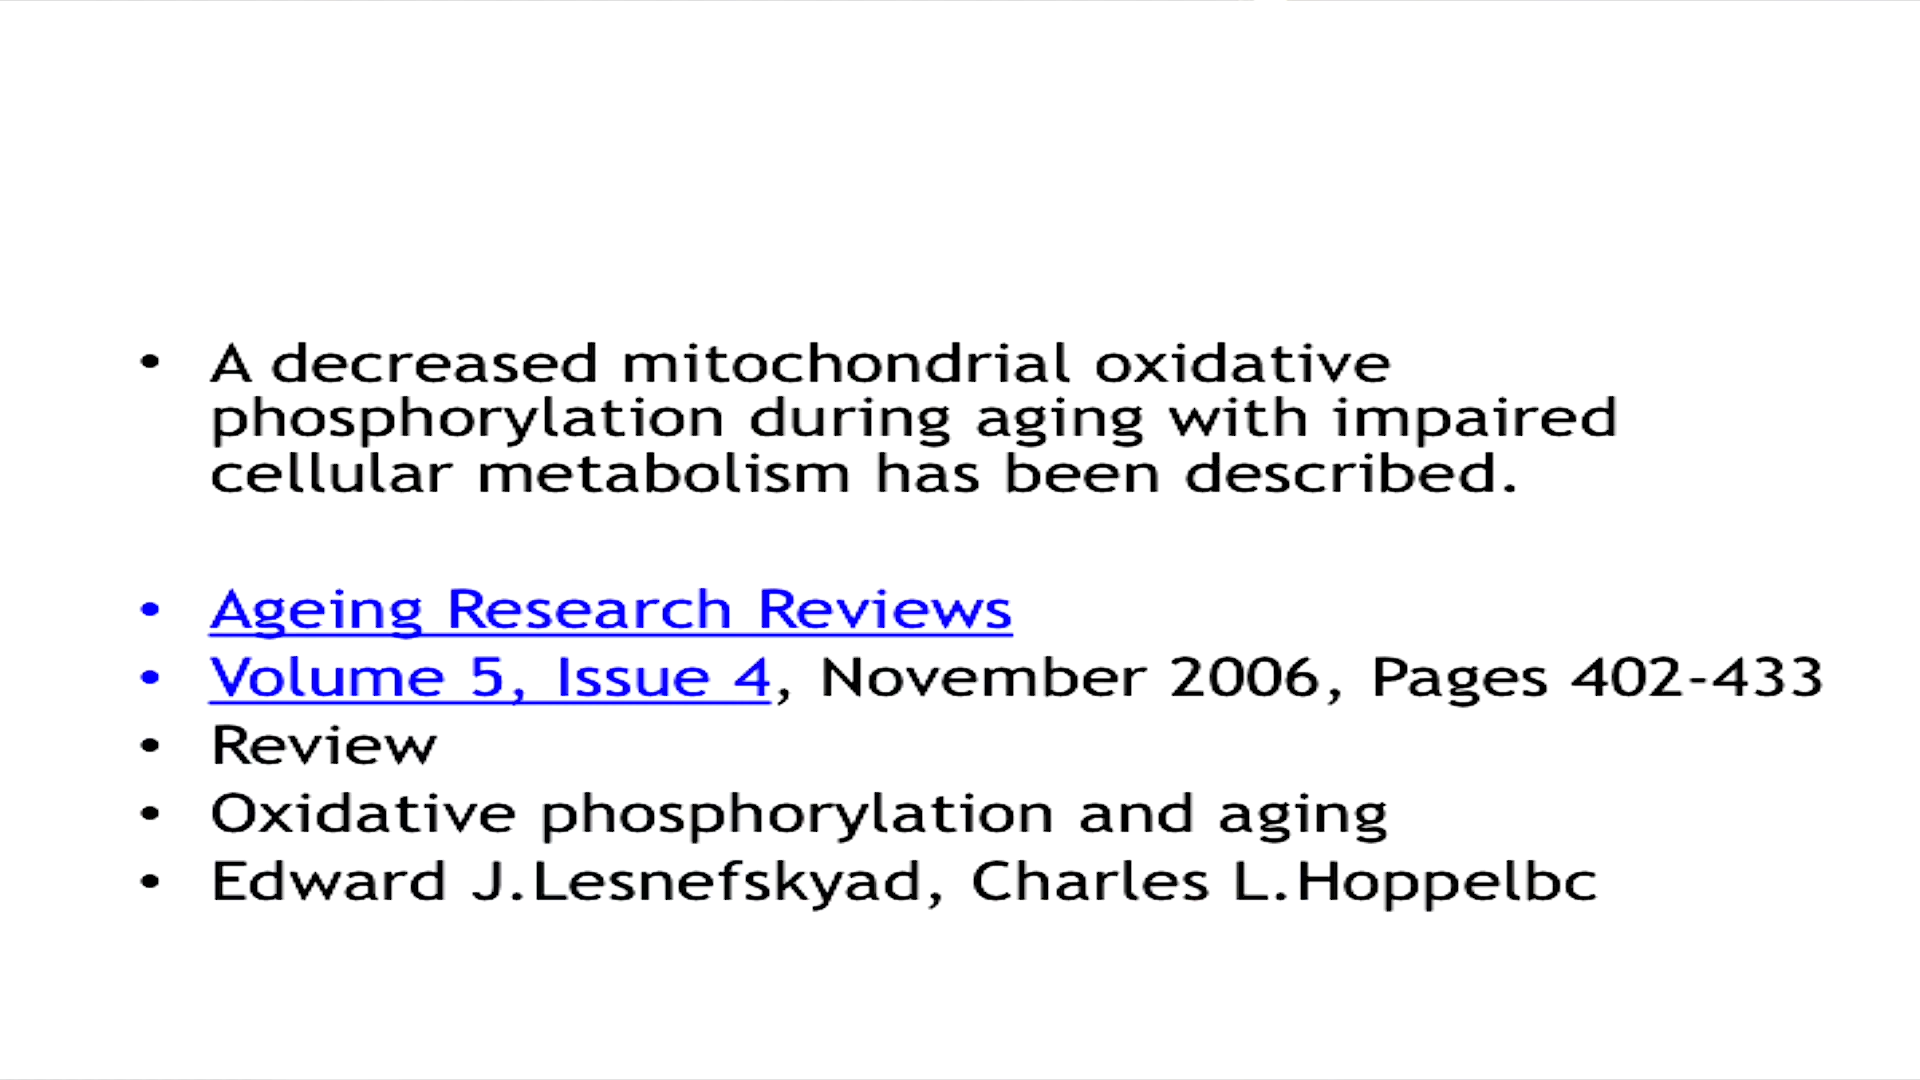 • A decreased mitochondrial oxidative
phosphorylation during aging with impaired
cellular metabolism has been described.
• Ageing Research Reviews
• Volume 5, Issue 4, November 2006, Pages 402-433
• Review
• Oxidative phosphorylation and aging
• Edward J.Lesnefskyad, Charles L.Hoppelbc